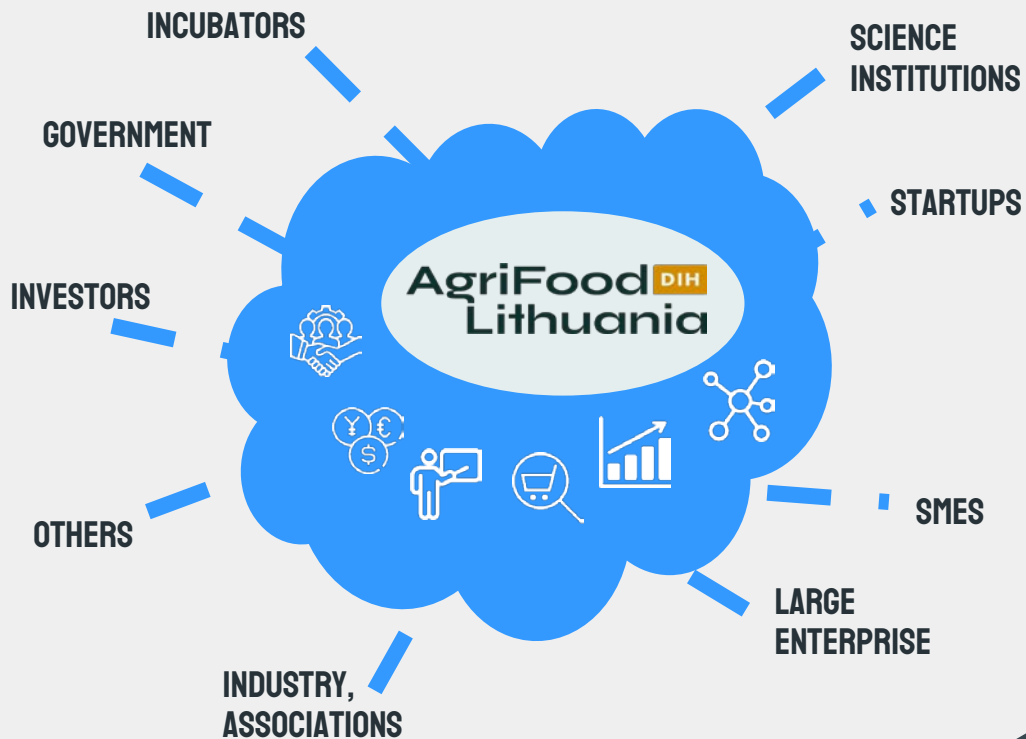 INCUBATORS
SCIENCE
INSTITUTIONS
GOVERNMENT
STARTUPS
AgriFood DIH
Lithuania
INVESTORS
¥ €
$
OTHERS
SMES
LARGE
ENTERPRISE
INDUSTRY,
ASSOCIATIONS